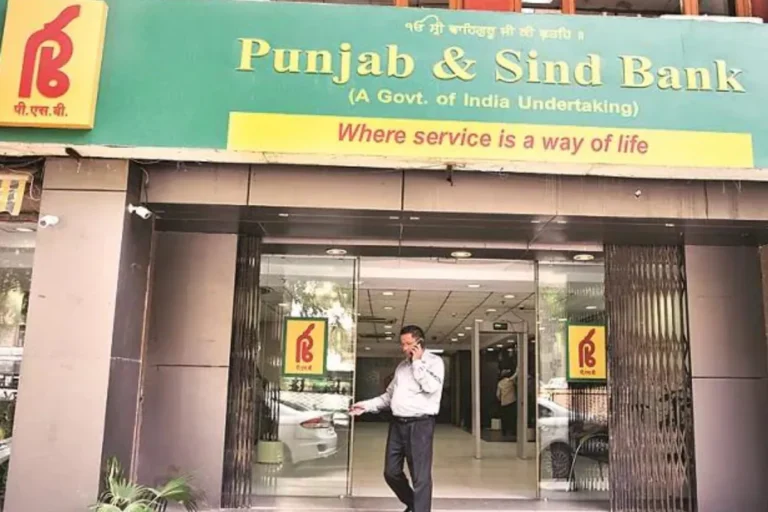 ੴ ਸ੍ਰੀ ਵਾਹਿਗੁਰੂ ਜੀ ਕੀ ਫ਼ਤਹਿ ॥
Punjab & Sind Bank
(A Govt. of India Undertaking)
Where service is a way of life
पी.एस.बी.